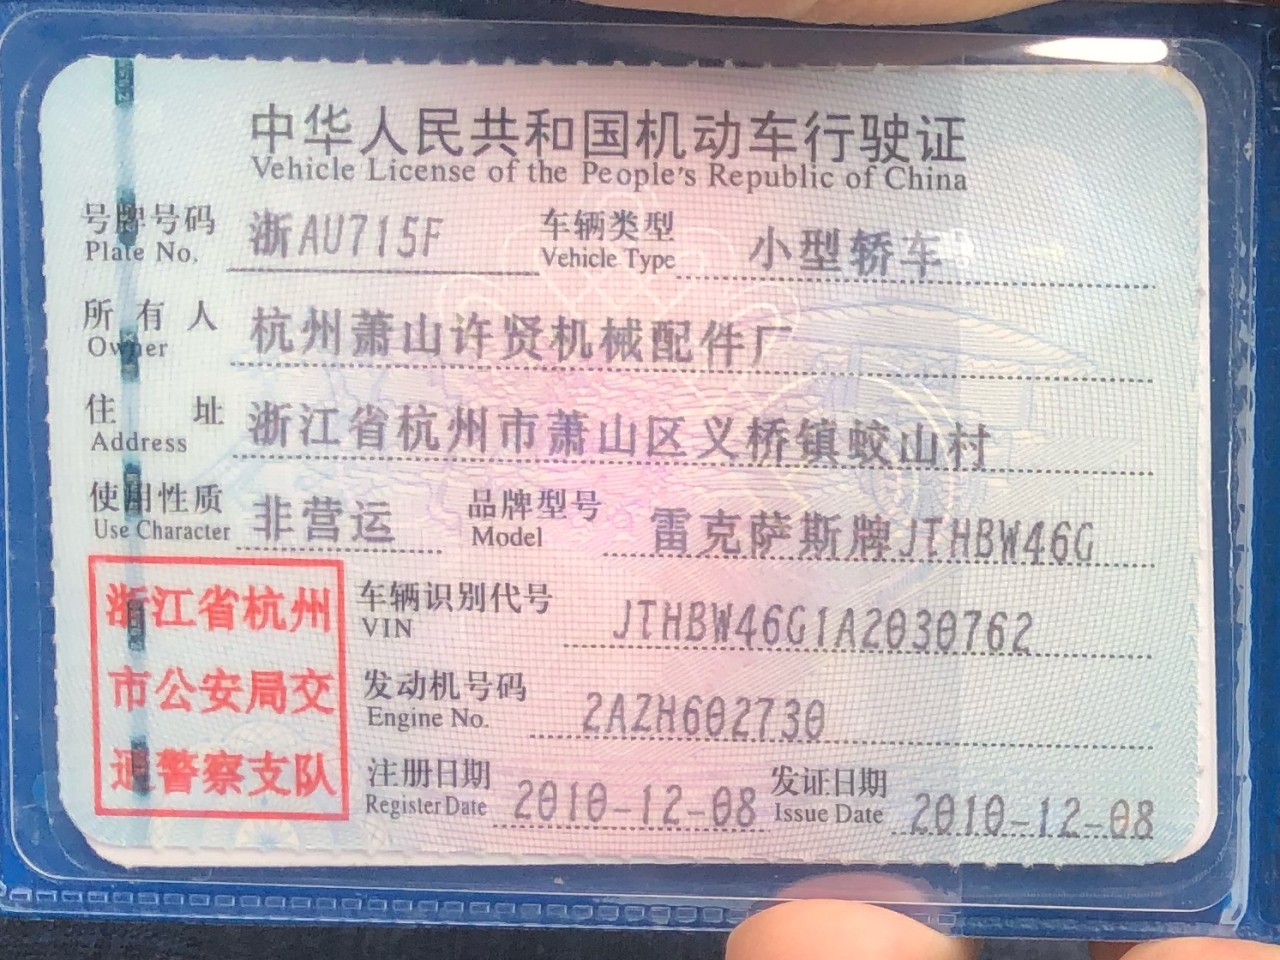 中华人民共和国机动车行驶证
Vehicle License of the People's Republic of China
号牌号码 浙AU715F 车辆类型 小型轿车
Plate No. Vehicle Type
所有人 杭州萧山许贤机械配件厂
Owner
住址 浙江省杭州市萧山区义桥镇蛟山村
Address
使用性质 非营运 品牌型号 雷克萨斯牌JTHBW46G
Use Character Model
浙江省杭州
市公安局交
通警察支队
车辆识别代号 JTHBW46G1A2030762
VIN
发动机号码 2AZH602730
Engine No.
注册日期 2010-12-08 发证日期 2010-12-08
Register Date Issue Date